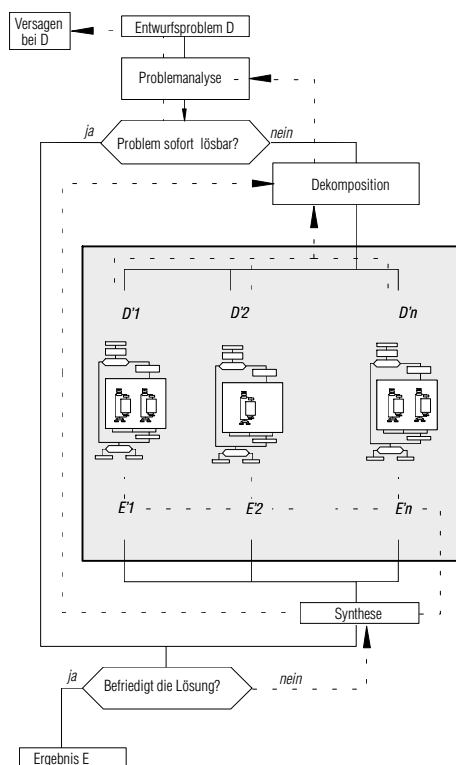 Versagen
bei D
Entwurfsproblem D
Problemanalyse
ja
nein
Problem sofort lösbar?
Dekomposition
D'1
D'2
D'n
E'1
E'2
E'n
Synthese
ja
Befriedigt die Lösung?
nein
Ergebnis E